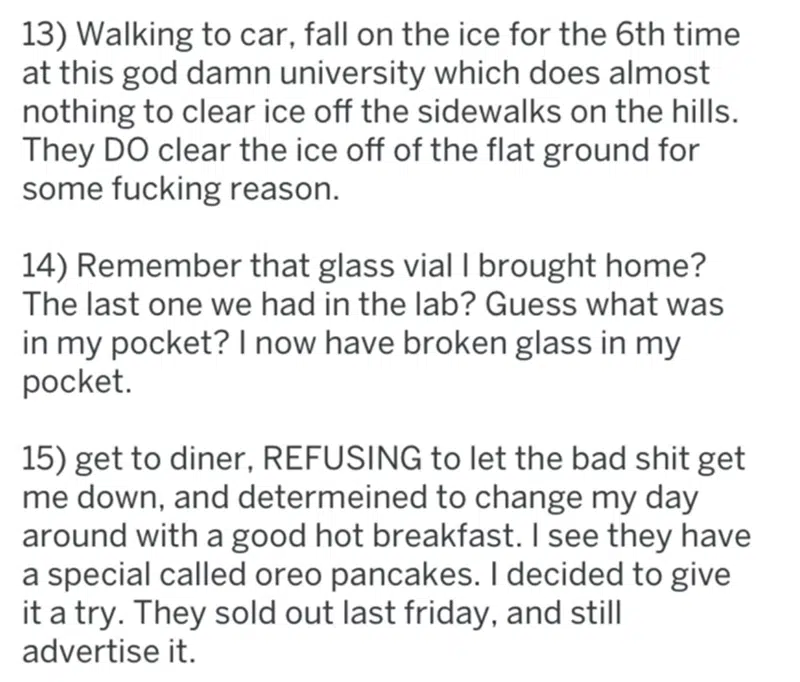 13) Walking to car, fall on the ice for the 6th time
at this god damn university which does almost
nothing to clear ice off the sidewalks on the hills.
They DO clear the ice off of the flat ground for
some fucking reason.
14) Remember that glass vial I brought home?
The last one we had in the lab? Guess what was
in my pocket? I now have broken glass in my
pocket.
15) get to diner, REFUSING to let the bad shit get
me down, and determeined to change my day
around with a good hot breakfast. I see they have
a special called oreo pancakes. I decided to give
it a try. They sold out last friday, and still
advertise it.